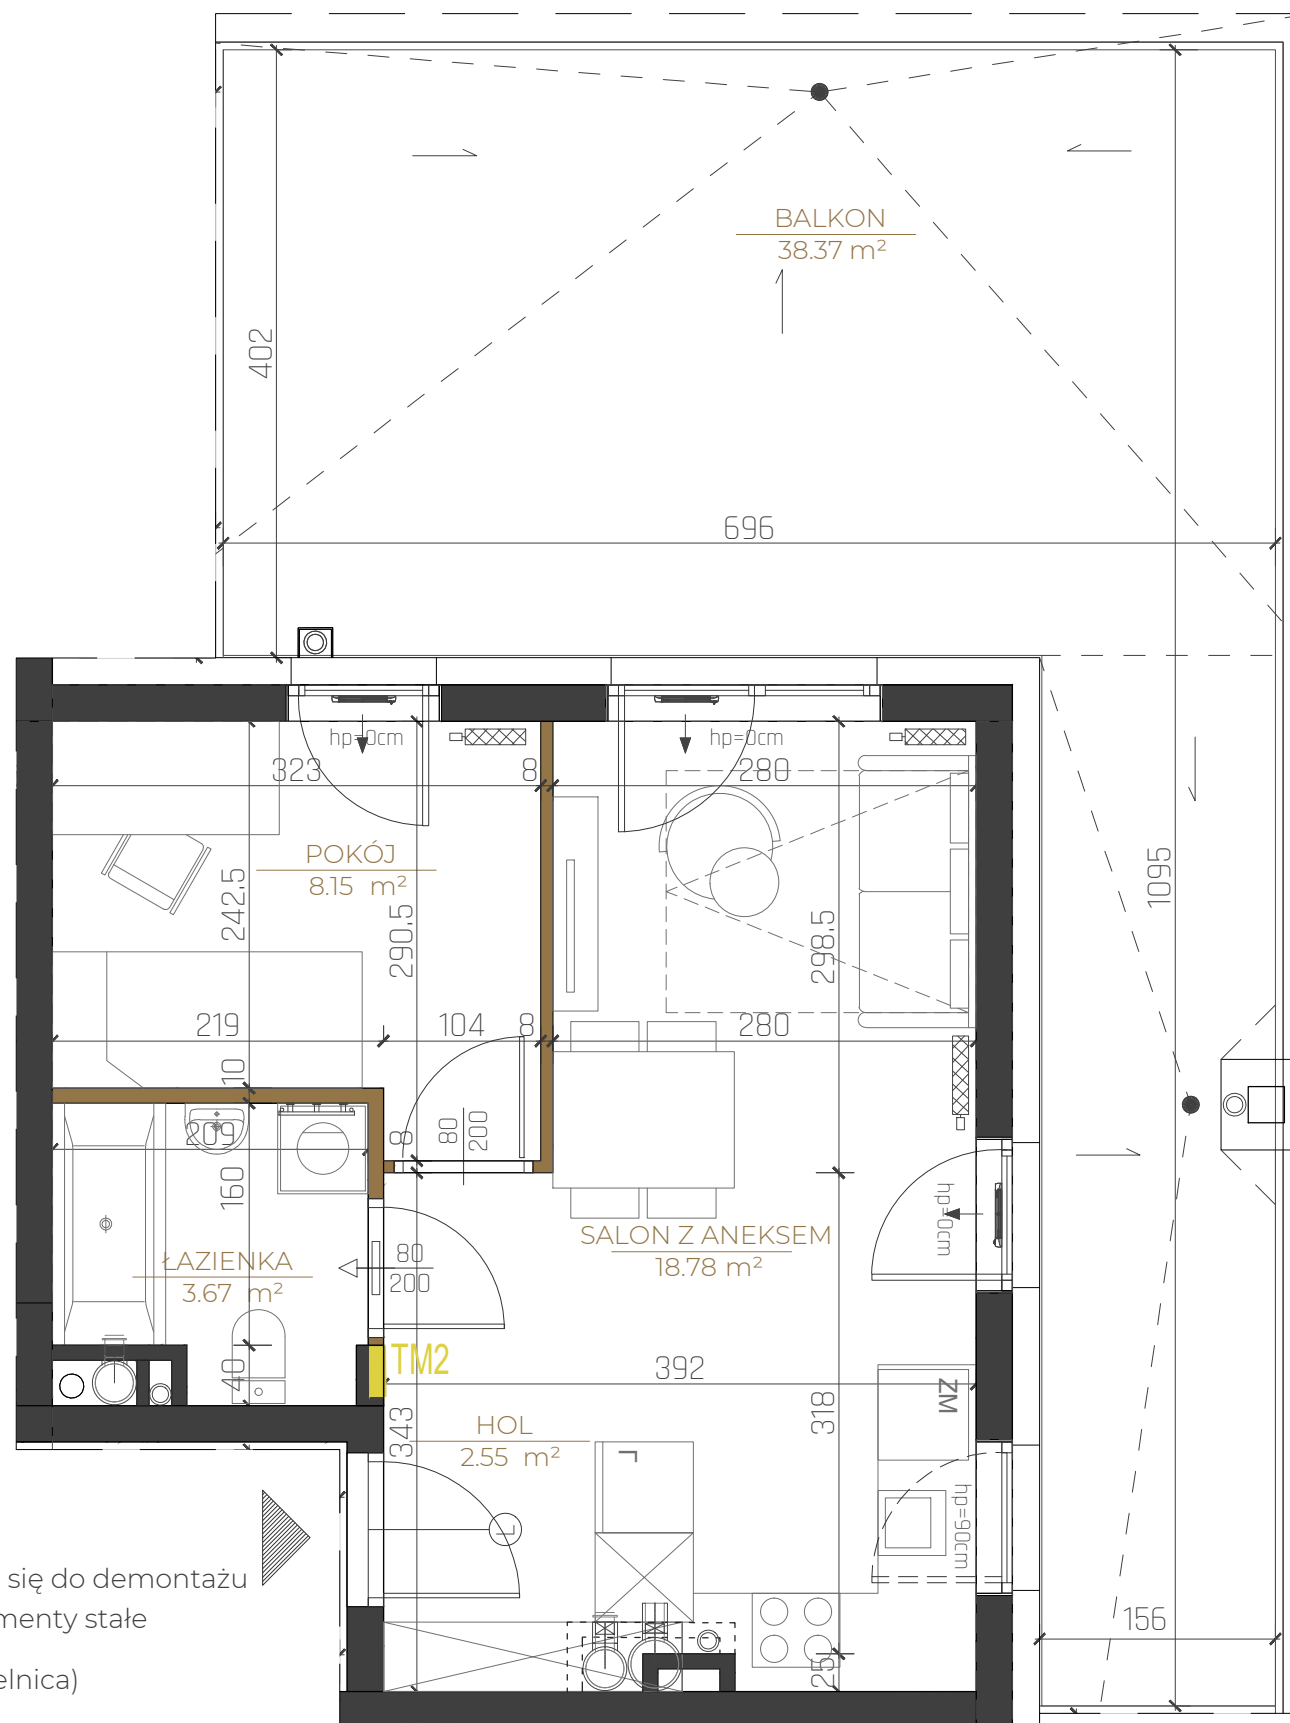 BALKON
38.37 m²
402
696
hp=0cm
hp=0cm
323
8
280
POKÓJ
8.15 m²
242.5
290.5
298.5
1095
219
104
8
280
10
209
8
80
200
160
hp=0cm
SALON Z ANEKSEM
18.78 m²
ŁAZIENKA
3.67 m²
80
200
TM2
40
392
343
318
ZM
HOL
2.55 m²
L
L
hp=90cm
się do demontażu
menty stałe
156
25
elnica)